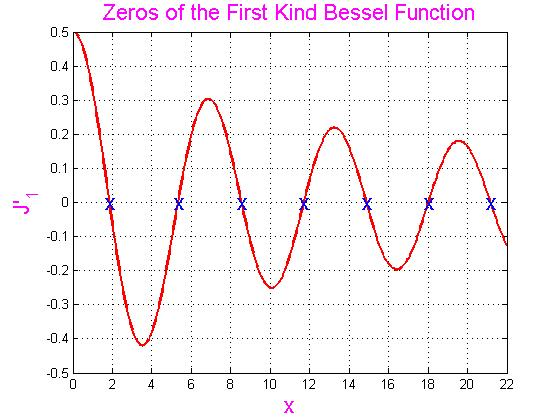 Zeros of the First Kind Bessel Function
0.5
0.4
0.3
0.2
0.1
0
-0.1
-0.2
-0.3
-0.4
-0.5
J'1
x x x x x x x
0 2 4 6 8 10 12 14 16 18 20 22
x